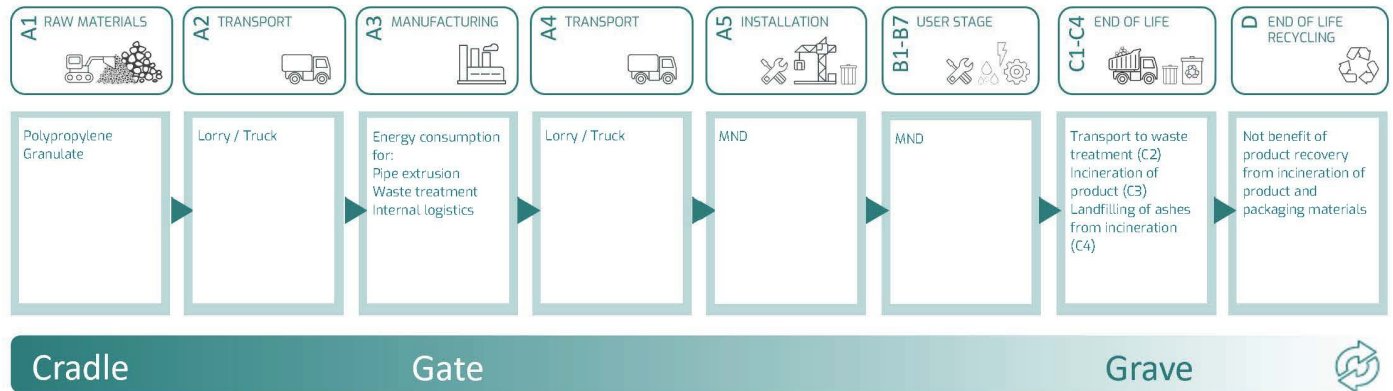 A1 RAW MATERIALS
A2 TRANSPORT
A3 MANUFACTURING
A4 TRANSPORT
A5 INSTALLATION
B1-B7 USER STAGE
C1-C4 END OF LIFE
D END OF LIFE
RECYCLING
Polypropylene
Granulate
Lorry / Truck
Energy consumption
for:
Pipe extrusion
Waste treatment
Internal logistics
Lorry / Truck
MND
MND
Transport to waste
treatment (C2)
Incineration of
product (C3)
Landfilling of ashes
from incineration
(C4)
Not benefit of
product recovery
from incineration of
product and
packaging materials
Cradle
Gate
Grave